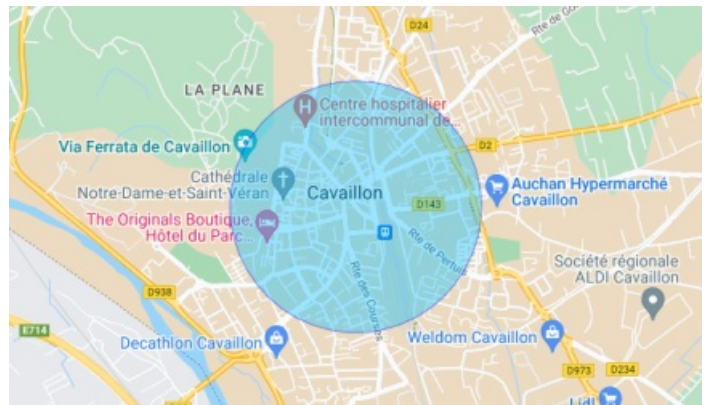 D24
Rte de Go
LA PLANE
Centre hospitalier
intercommunal de...
Via Ferrata de Cavaillon
D2
Cathédrale
Notre-Dame-et-Saint-Véran
Cavaillon
Auchan Hypermarché
Cavaillon
D143
The Originals Boutique,
Hôtel du Parc...
Rte de Pertuis
Société régionale
ALDI Cavaillon
Rte des Courses
D938
E714
Decathlon Cavaillon
Weldom Cavaillon
D973
D234
Lidl